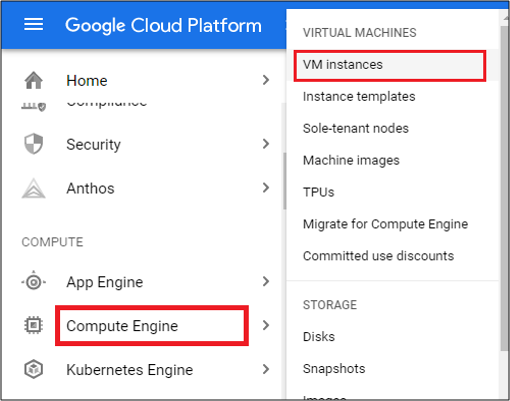 Google Cloud Platform
Home
Compliance
Security
Anthos
COMPUTE
App Engine
Compute Engine
Kubernetes Engine
VIRTUAL MACHINES
VM instances
Instance templates
Sole-tenant nodes
Machine images
TPUs
Migrate for Compute Engine
Committed use discounts
STORAGE
Disks
Snapshots
Images